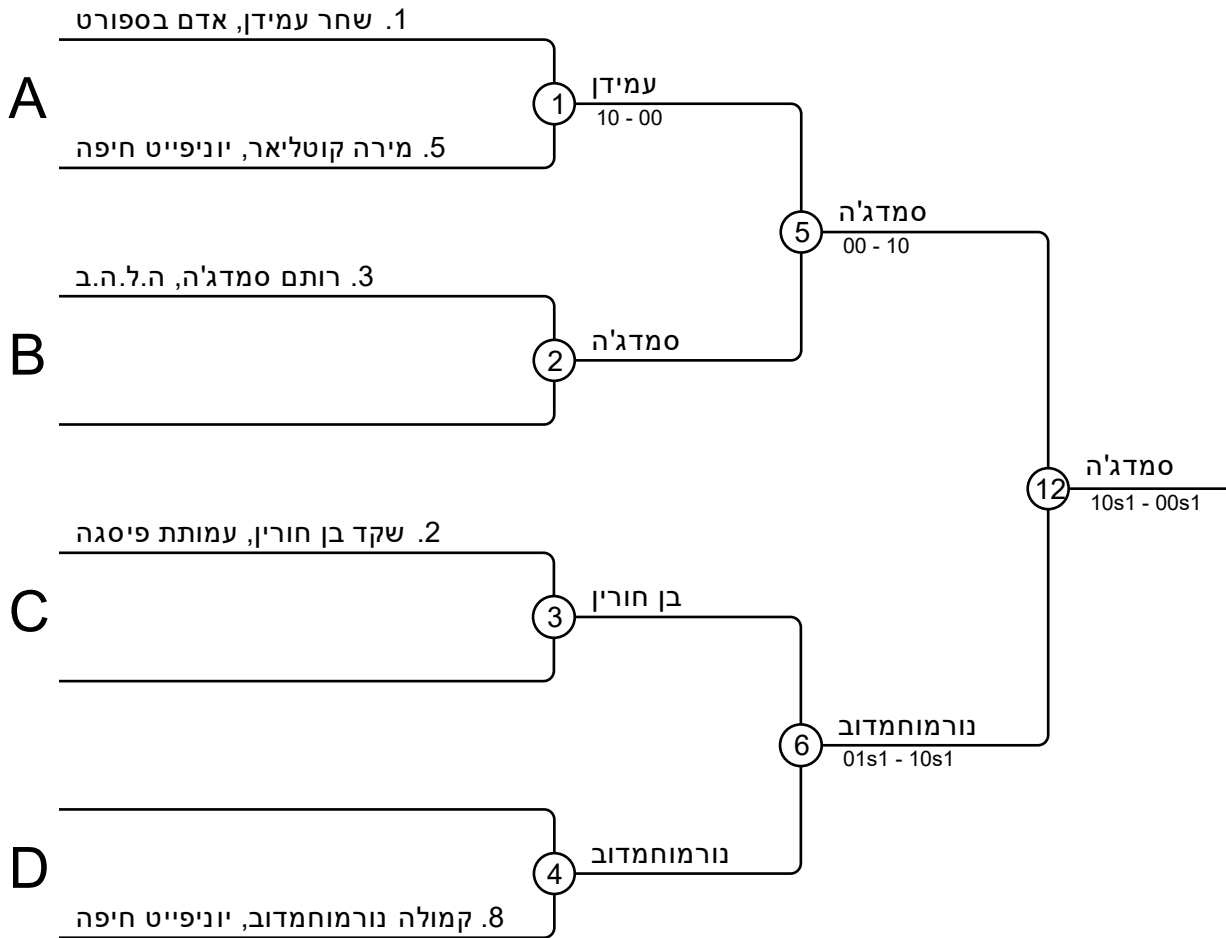 1. שחר עמידן, אדם בספורט
A
1
עמידן
10 - 00
5. מירה קוטליאר, יוניפייט חיפה
5
סמדג'ה
00 - 10
3. רותם סמדג'ה, ה.ל.ה.ב
B
2
סמדג'ה
12
סמדג'ה
10s1 - 00s1
2. שקד בן חורין, עמותת פיסגה
C
3
בן חורין
6
נורמוחמדוב
01s1 - 10s1
D
4
נורמוחמדוב
8. קמולה נורמוחמדוב, יוניפייט חיפה